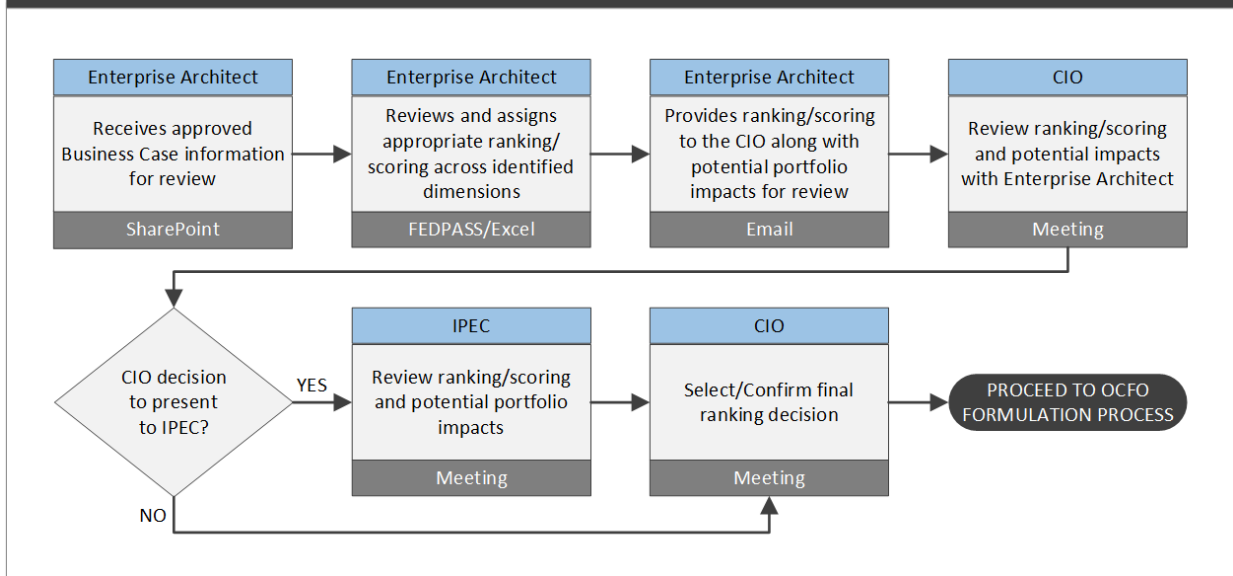 Enterprise Architect
Receives approved
Business Case information
for review
SharePoint
Enterprise Architect
Reviews and assigns
appropriate ranking/
scoring across identified
dimensions
FEDPASS/Excel
Enterprise Architect
Provides ranking/scoring
to the CIO along with
potential portfolio
impacts for review
Email
CIO
Review ranking/scoring
and potential impacts
with Enterprise Architect
Meeting
CIO decision
to present
to IPEC?
YES
NO
IPEC
Review ranking/scoring
and potential portfolio
impacts
Meeting
CIO
Select/Confirm final
ranking decision
Meeting
PROCEED TO OCFO
FORMULATION PROCESS